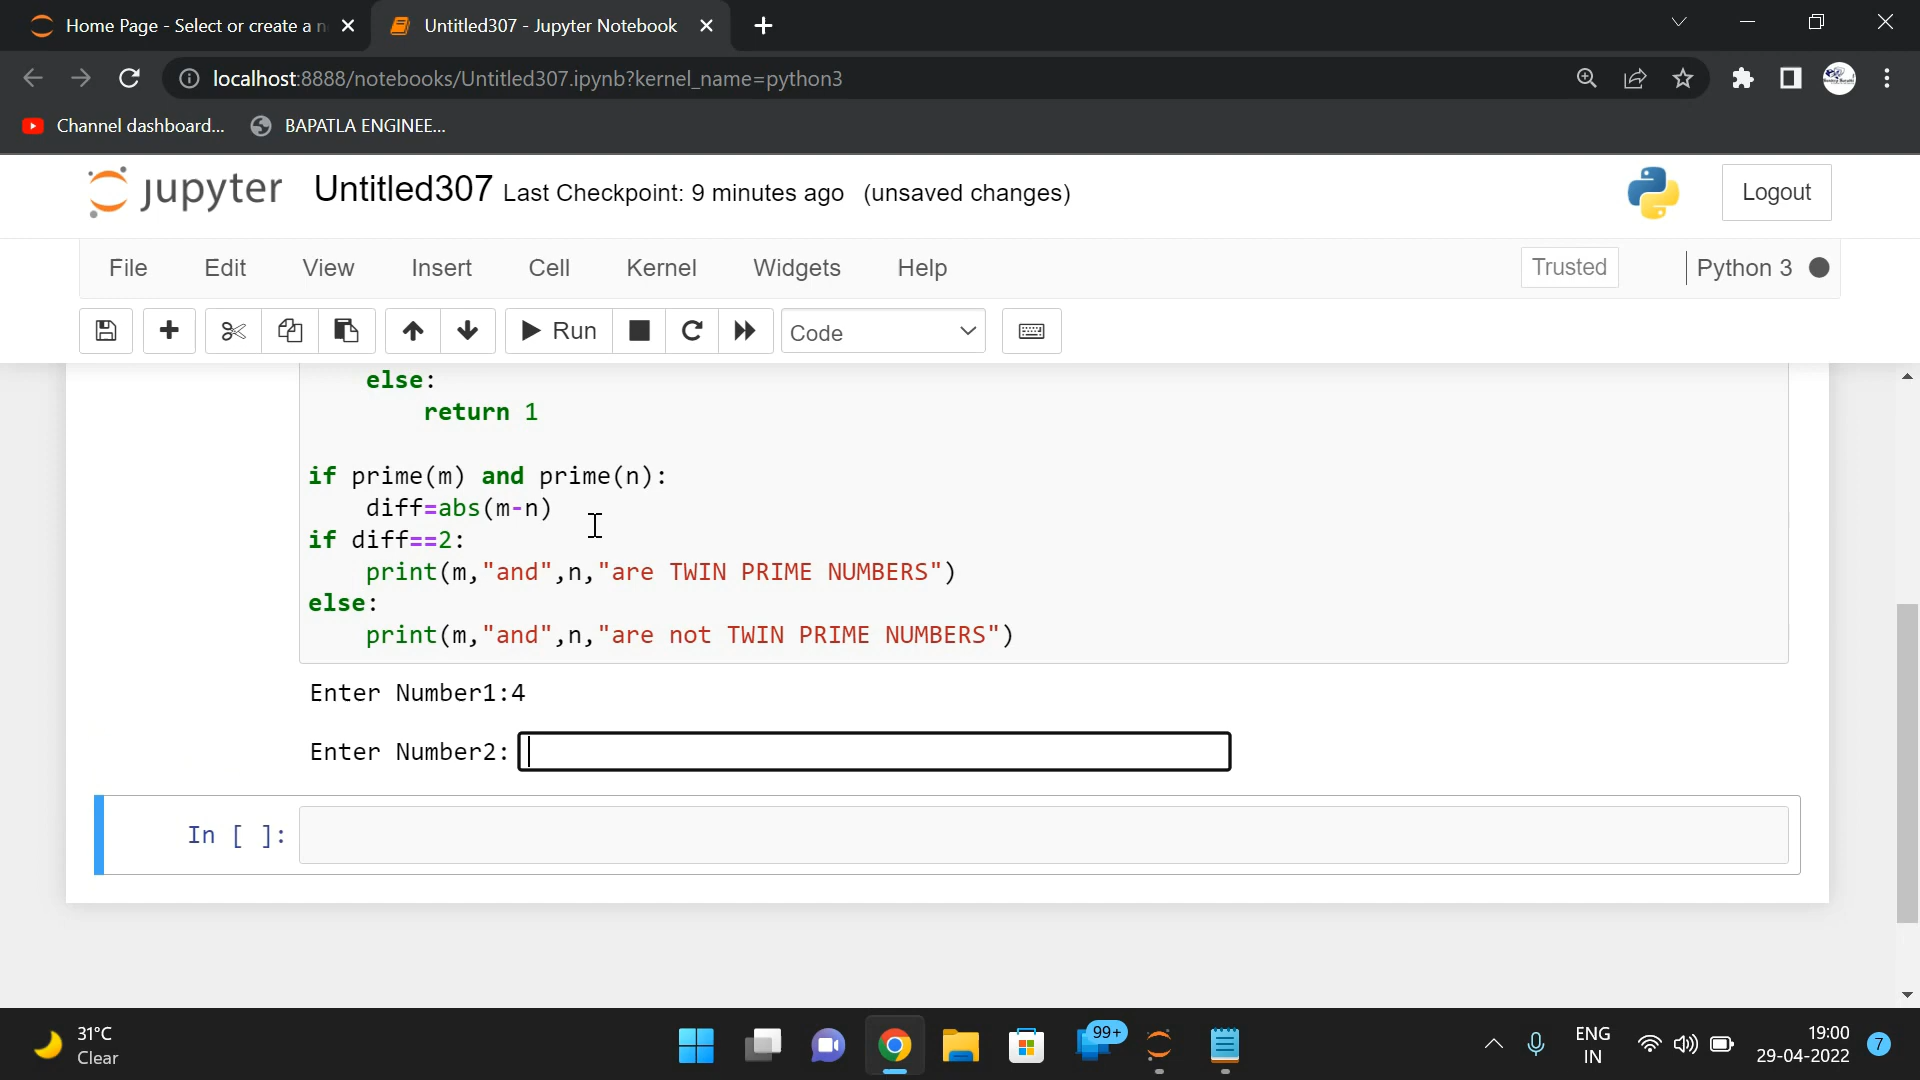 Home Page - Select or create a n
Untitled307 - Jupyter Notebook
localhost:8888/notebooks/Untitled307.ipynb?kernel_name=python3
Channel dashboard...
BAPATLA ENGINEE...
jupyter Untitled307 Last Checkpoint: 9 minutes ago (unsaved changes)
Logout
File Edit View Insert Cell Kernel Widgets Help
Trusted
Python 3
Run
Code
else:
return 1
if prime(m) and prime(n):
diff=abs(m-n)
if diff==2:
print(m,"and",n,"are TWIN PRIME NUMBERS")
else:
print(m,"and",n,"are not TWIN PRIME NUMBERS")
Enter Number1:4
Enter Number2:
In [ ]:
31°C
Clear
99+
ENG
IN
19:00
29-04-2022
7